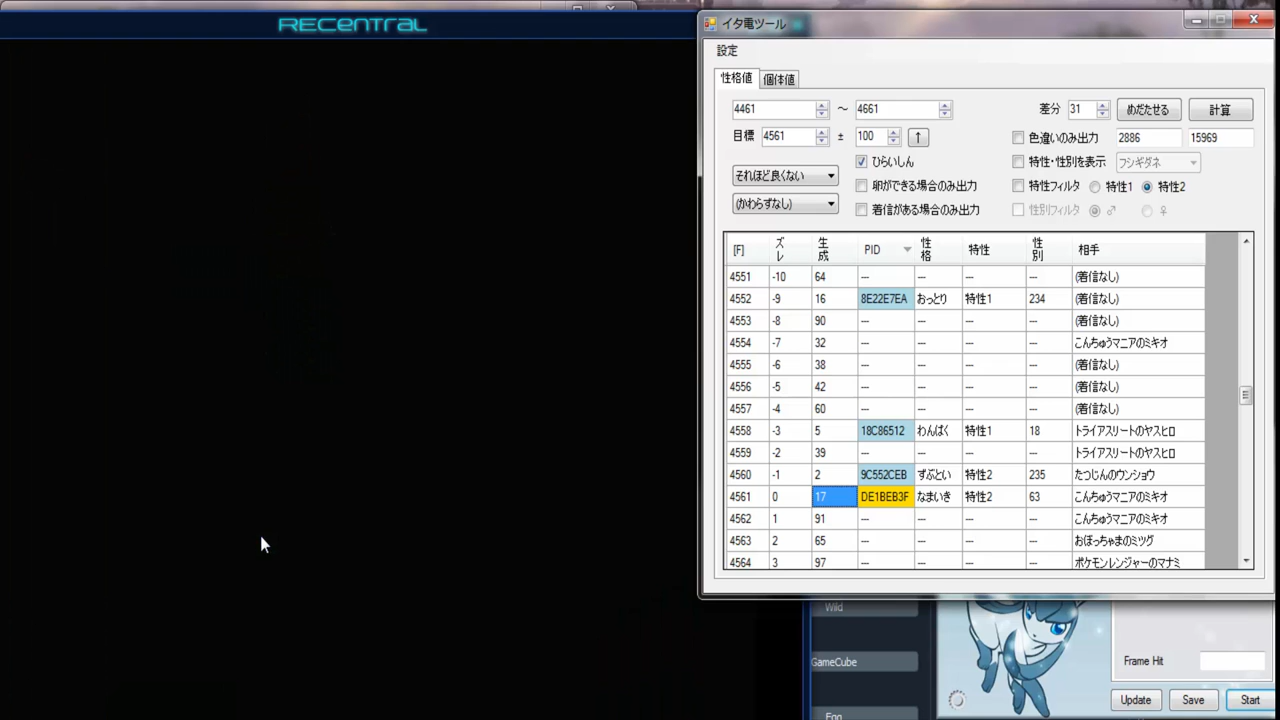 RECentral
イタ電ツール
設定
性格値 個体値
4461 ～ 4661 差分 31 めだたせる 計算
目標 4561 ± 100 ↑ 色違いのみ出力 2886 15969
ひらいしん 特性・性別を表示 フシギダネ
それほど良くない 卵ができる場合のみ出力 特性フィルタ 特性1 特性2
(かわらずなし) 着信がある場合のみ出力 性別フィルタ ♂ ♀
[F] ズレ 生成 PID 性格 特性 性別 相手
4551 -10 64 --- --- --- --- (着信なし)
4552 -9 16 8E22E7EA おっとり 特性1 234 (着信なし)
4553 -8 90 --- --- --- --- (着信なし)
4554 -7 32 --- --- --- --- こんちゅうマニアのミキオ
4555 -6 38 --- --- --- --- (着信なし)
4556 -5 42 --- --- --- --- (着信なし)
4557 -4 60 --- --- --- --- (着信なし)
4558 -3 5 18C86512 わんぱく 特性1 18 トライアスリートのヤスヒロ
4559 -2 39 --- --- --- --- トライアスリートのヤスヒロ
4560 -1 2 9C552CEB ずぶとい 特性2 235 たつじんのウンショウ
4561 0 17 DE1BEB3F なまいき 特性2 63 こんちゅうマニアのミキオ
4562 1 91 --- --- --- --- こんちゅうマニアのミキオ
4563 2 65 --- --- --- --- おぼっちゃまのミツグ
4564 3 97 --- --- --- --- ポケモンレンジャーのマナミ
Wild
GameCube
Egg
Frame Hit
Update Save Start